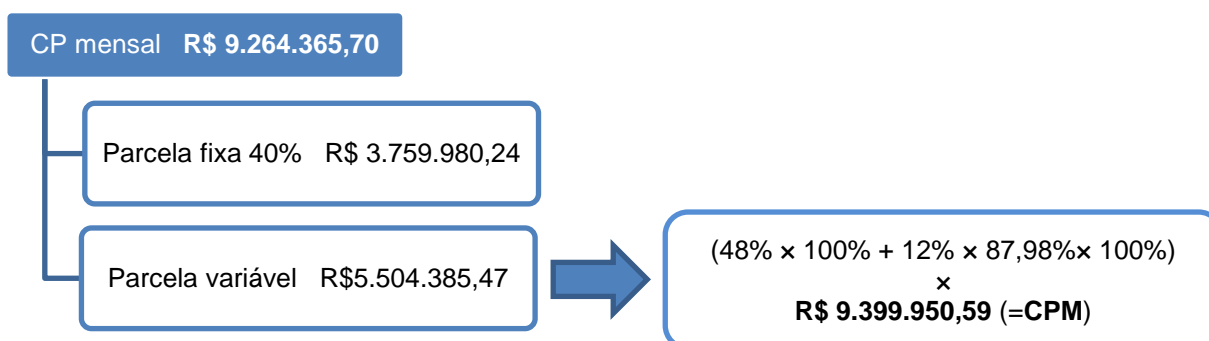 CP mensal R$ 9.264.365,70
Parcela fixa 40% R$ 3.759.980,24
Parcela variável R$5.504.385,47
(48% × 100% + 12% × 87,98%× 100%)
×
R$ 9.399.950,59 (=CPM)